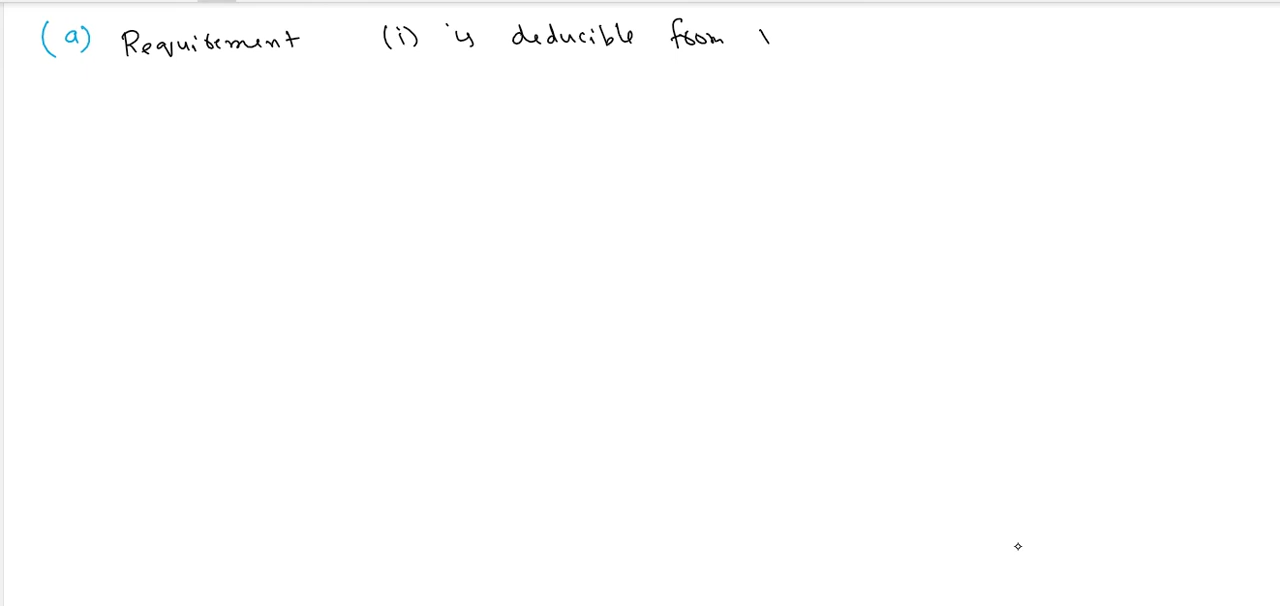 (a) Requirement (i) is deducible from